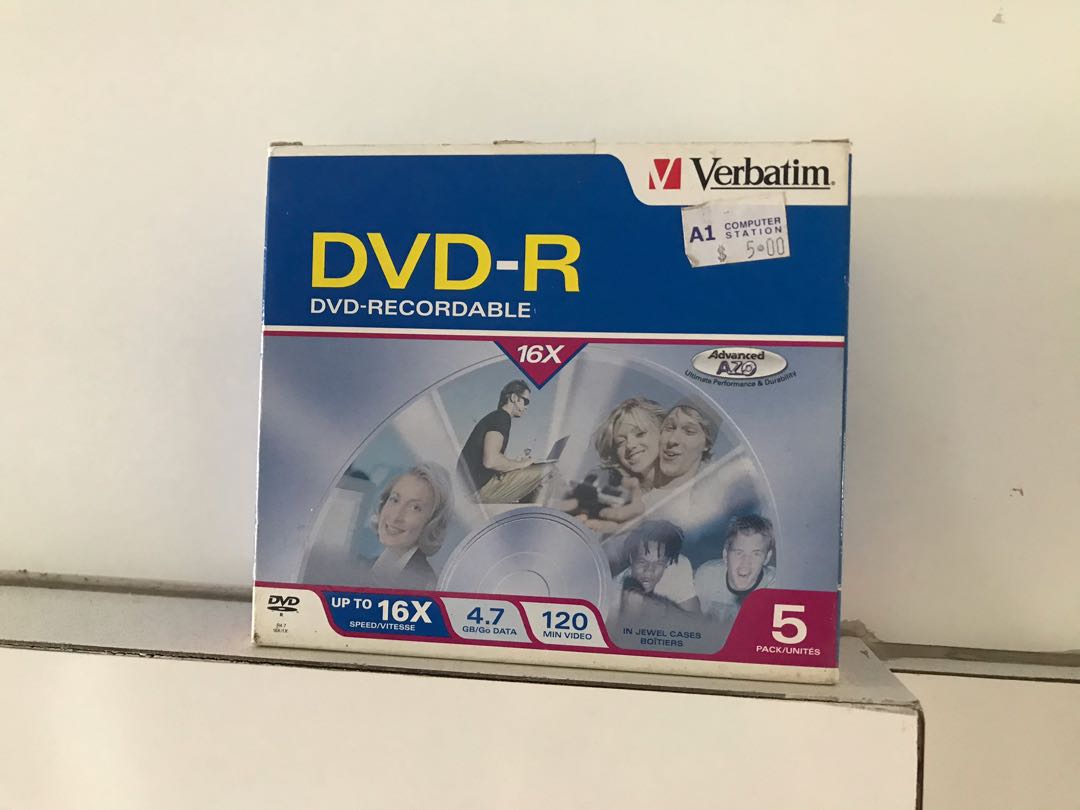 Verbatim.
A1 COMPUTER STATION
$ 5.00
DVD-R
DVD-RECORDABLE
16X
Advanced
AZO
Ultimate Performance & Durability
DVD
R
UP TO 16X
SPEED/VITESSE
4.7
GB/Go DATA
120
MIN VIDEO
IN JEWEL CASES
BOÎTIERS
5
PACK/UNITÉS